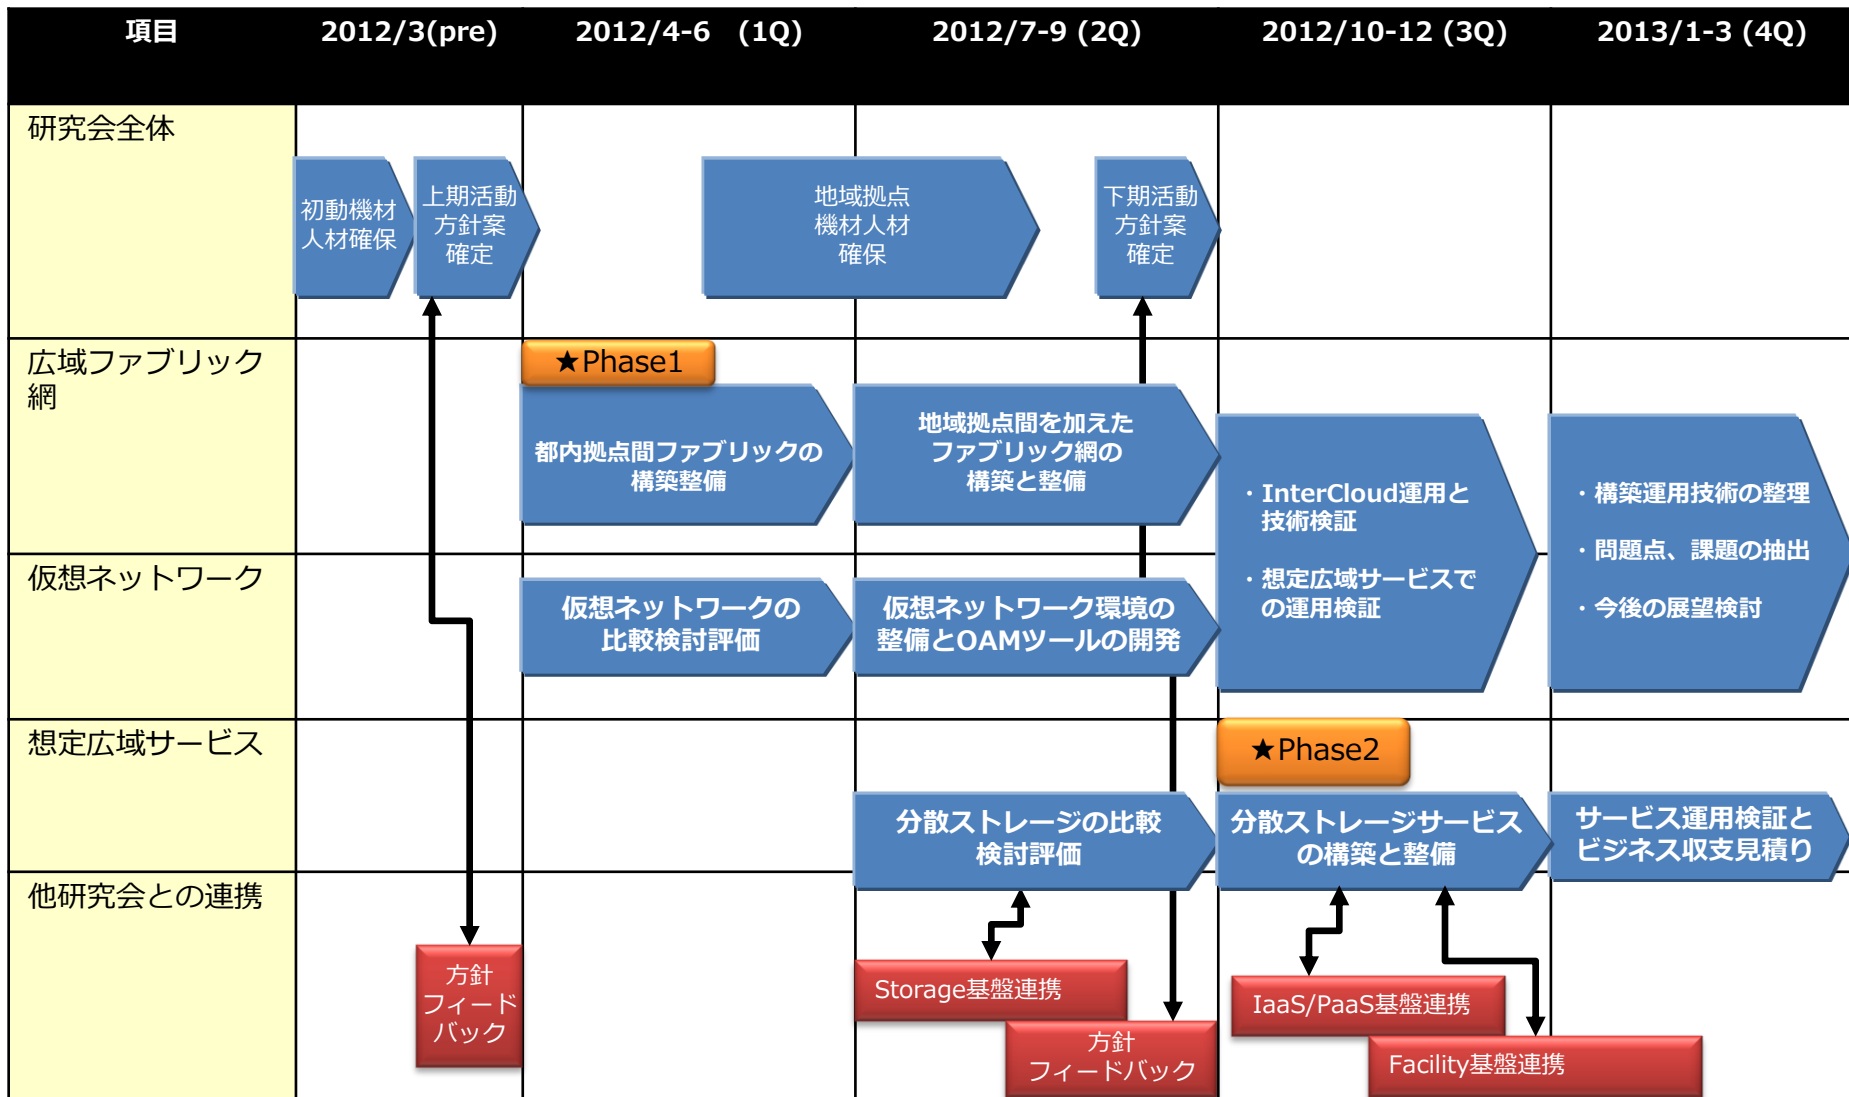 項目
2012/3(pre)
2012/4-6 (1Q)
2012/7-9 (2Q)
2012/10-12 (3Q)
2013/1-3 (4Q)
研究会全体
初動機材
人材確保
上期活動
方針案
確定
地域拠点
機材人材
確保
下期活動
方針案
確定
広域ファブリック
網
★Phase1
都内拠点間ファブリックの
構築整備
地域拠点間を加えた
ファブリック網の
構築と整備
・InterCloud運用と
技術検証
・想定広域サービスで
の運用検証
・構築運用技術の整理
・問題点、課題の抽出
・今後の展望検討
仮想ネットワーク
仮想ネットワークの
比較検討評価
仮想ネットワーク環境の
整備とOAMツールの開発
想定広域サービス
★Phase2
分散ストレージの比較
検討評価
分散ストレージサービス
の構築と整備
サービス運用検証と
ビジネス収支見積り
他研究会との連携
方針
フィード
バック
Storage基盤連携
方針
フィードバック
IaaS/PaaS基盤連携
Facility基盤連携